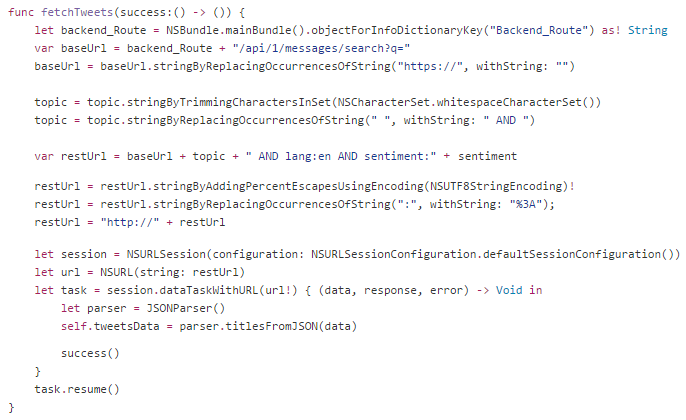 func fetchTweets(success:() -> ()) {
let backend_Route = NSBundle.mainBundle().objectForInfoDictionaryKey("Backend_Route") as! String
var baseUrl = backend_Route + "/api/1/messages/search?q="
baseUrl = baseUrl.stringByReplacingOccurrencesOfString("https://", withString: "")
topic = topic.stringByTrimmingCharactersInSet(NSCharacterSet.whitespaceCharacterSet())
topic = topic.stringByReplacingOccurrencesOfString(" ", withString: " AND ")
var restUrl = baseUrl + topic + " AND lang:en AND sentiment:" + sentiment
restUrl = restUrl.stringByAddingPercentEscapesUsingEncoding(NSUTF8StringEncoding)!
restUrl = restUrl.stringByReplacingOccurrencesOfString(":", withString: "%3A");
restUrl = "http://" + restUrl
let session = NSURLSession(configuration: NSURLSessionConfiguration.defaultSessionConfiguration())
let url = NSURL(string: restUrl)
let task = session.dataTaskWithURL(url!) { (data, response, error) -> Void in
let parser = JSONParser()
self.tweetsData = parser.titlesFromJSON(data)
success()
}
task.resume()
}